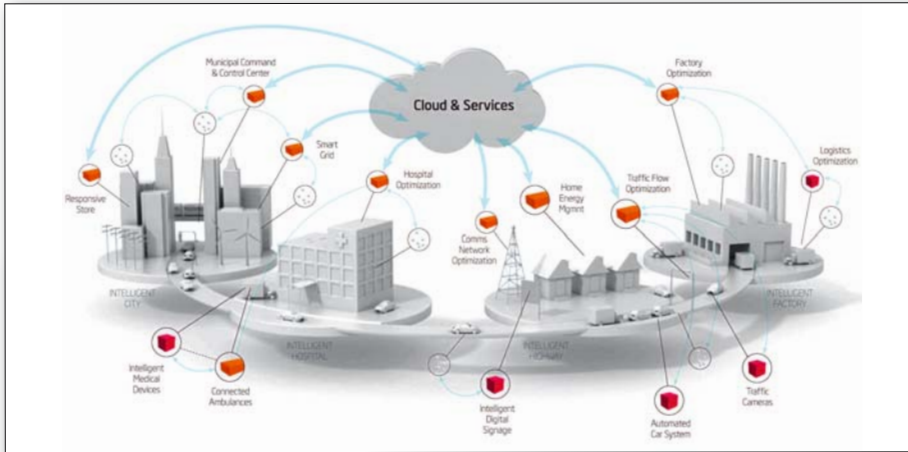 Municipal Command
& Control Center
Factory
Optimization
Cloud & Services
Smart
Grid
Logistics
Optimization
Responsive
Store
Hospital
Optimization
Home
Energy
Mgmnt
Traffic Flow
Optimization
Comms
Network
Optimization
INTELLIGENT
CITY
INTELLIGENT
FACTORY
INTELLIGENT
HOSPITAL
INTELLIGENT
HIGHWAY
Intelligent
Medical
Devices
Connected
Ambulances
Intelligent
Digital
Signage
Automated
Car System
Traffic
Cameras